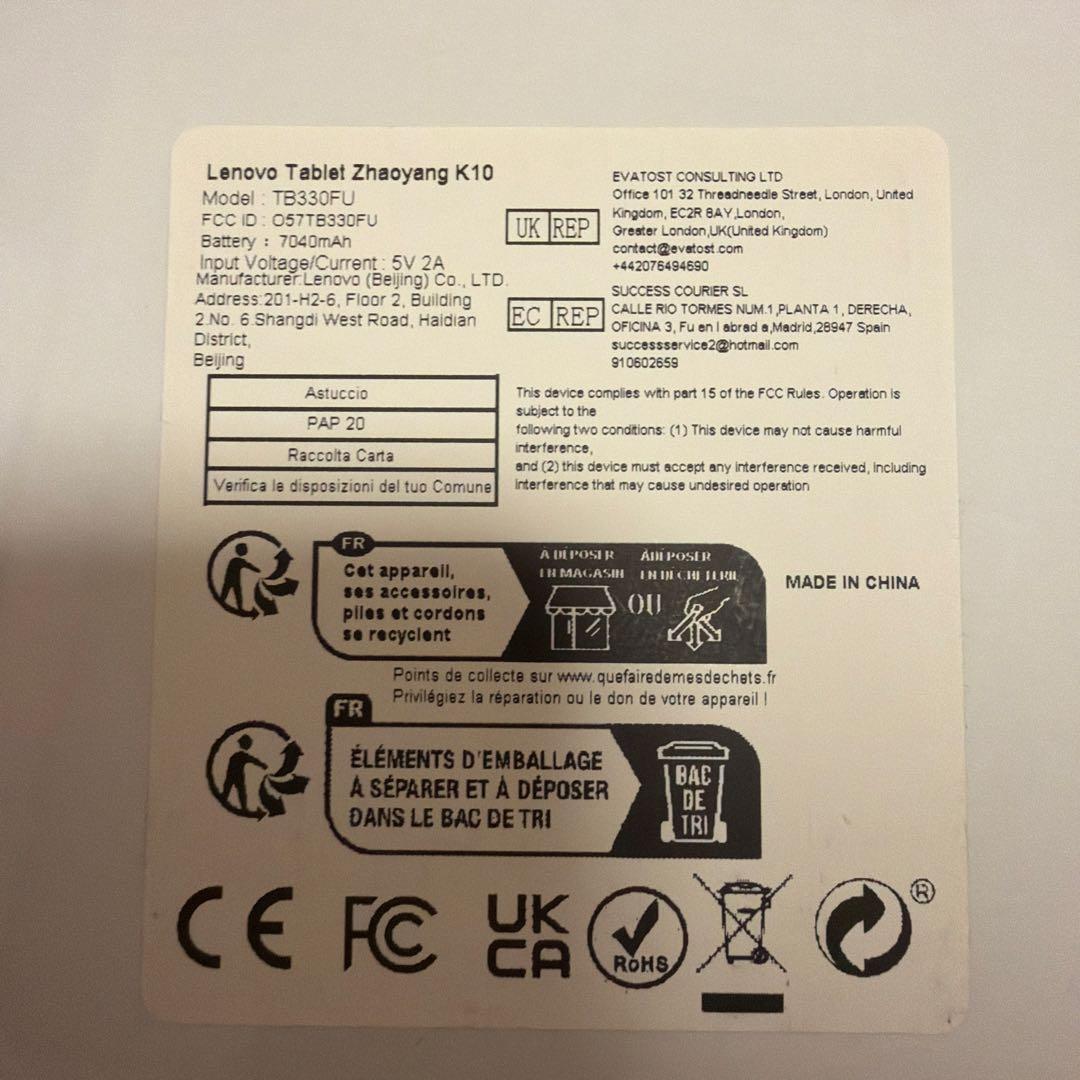 Lenovo Tablet Zhaoyang K10
Model : TB330FU
FCC ID : O57TB330FU
Battery : 7040mAh
Input Voltage/Current : 5V 2A
Manufacturer:Lenovo (Beijing) Co., LTD.
Address:201-H2-6, Floor 2, Building
2.No. 6.Shangdi West Road, Haidian
District,
Beijing
UK REP
EVATOST CONSULTING LTD
Office 101 32 Threadneedle Street, London, United
Kingdom, EC2R 8AY,London,
Greater London,UK(United Kingdom)
contact@evatost.com
+442076494690
EC REP
SUCCESS COURIER SL
CALLE RIO TORMES NUM.1,PLANTA 1, DERECHA,
OFICINA 3, Fu en l abrad a,Madrid,28947 Spain
successservice2@hotmail.com
910602659
Astuccio
PAP 20
Raccolta Carta
Verifica le disposizioni del tuo Comune
This device complies with part 15 of the FCC Rules. Operation is
subject to the
following two conditions: (1) This device may not cause harmful
interference,
and (2) this device must accept any interference received, including
interference that may cause undesired operation
FR
Cet appareil,
ses accessoires,
piles et cordons
se recyclent
À DÉPOSER
EN MAGASIN
OU
À DÉPOSER
EN DÉCHÈTERIE
MADE IN CHINA
Points de collecte sur www.quefairedemesdechets.fr
Privilégiez la réparation ou le don de votre appareil !
FR
ÉLÉMENTS D'EMBALLAGE
À SÉPARER ET À DÉPOSER
DANS LE BAC DE TRI
BAC
DE
TRI
CE
FC
UK
CA
RoHS
®